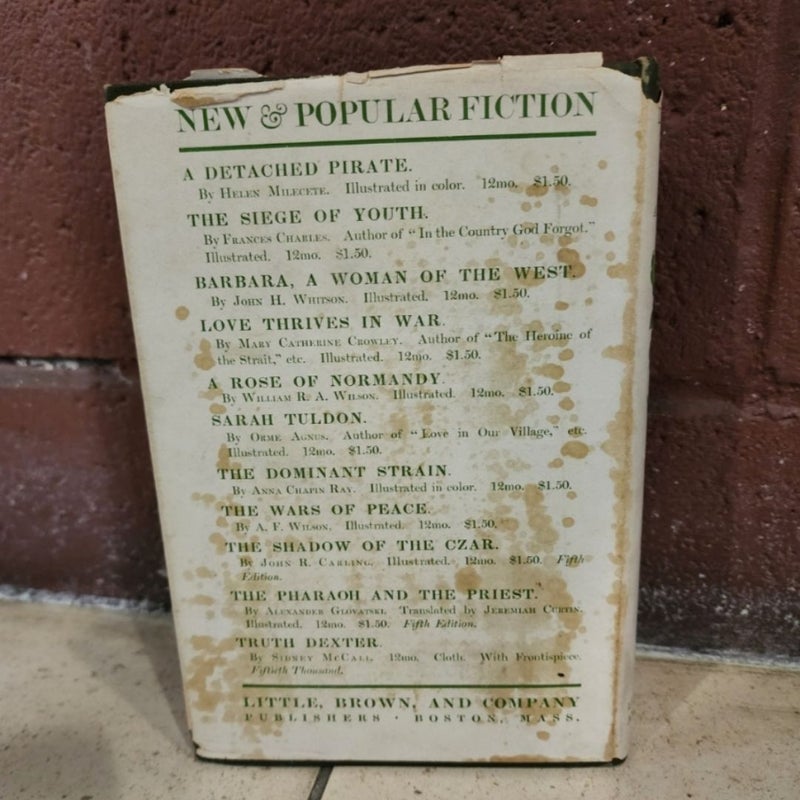 NEW & POPULAR FICTION
A DETACHED PIRATE.
By Helen Milecete. Illustrated in color. 12mo. $1.50.
THE SIEGE OF YOUTH.
By Frances Charles. Author of "In the Country God Forgot."
Illustrated. 12mo. $1.50.
BARBARA, A WOMAN OF THE WEST.
By John H. Whitson. Illustrated. 12mo. $1.50.
LOVE THRIVES IN WAR.
By Mary Catherine Crowley. Author of "The Heroine of
the Strait," etc. Illustrated. 12mo. $1.50.
A ROSE OF NORMANDY.
By William R. A. Wilson. Illustrated. 12mo. $1.50.
SARAH TULDON.
By Orme Agnus. Author of "Love in Our Village," etc.
Illustrated. 12mo. $1.50.
THE DOMINANT STRAIN.
By Anna Chapin Ray. Illustrated in color. 12mo. $1.50.
THE WARS OF PEACE.
By A. F. Wilson. Illustrated. 12mo. $1.50.
THE SHADOW OF THE CZAR.
By John R. Carling. Illustrated. 12mo. $1.50. Fifth
Edition.
THE PHARAOH AND THE PRIEST.
By Alexander Glovatski. Translated by Jeremiah Curtin.
Illustrated. 12mo. $1.50. Fifth Edition.
TRUTH DEXTER.
By Sidney McCall. 12mo. Cloth. With Frontispiece.
Fiftieth Thousand.
LITTLE, BROWN, AND COMPANY
PUBLISHERS · BOSTON, MASS.